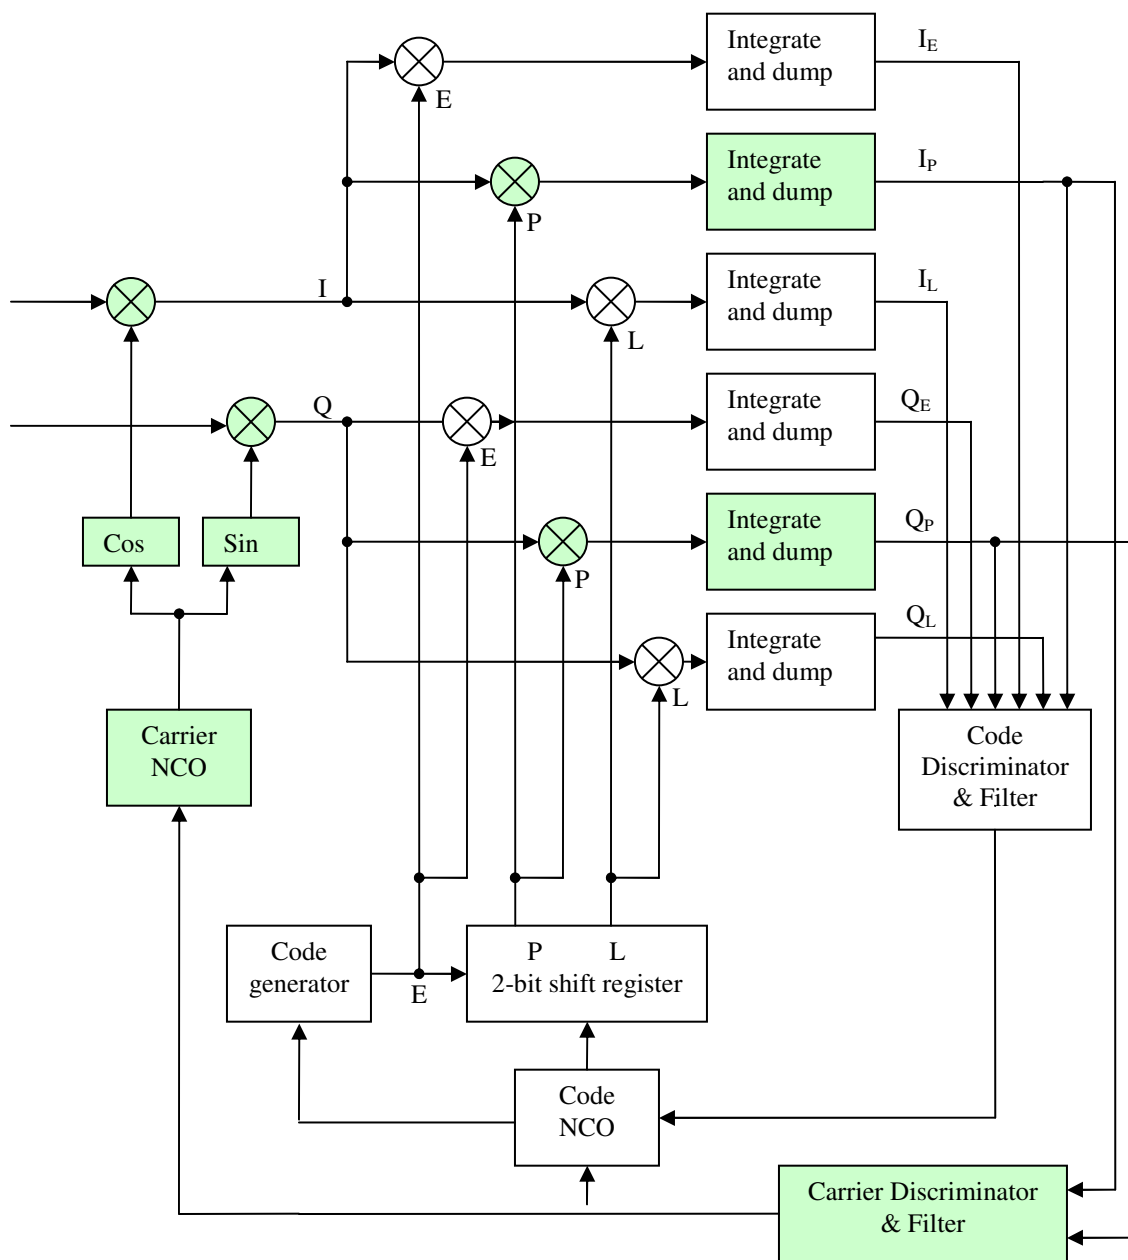 Integrate
and dump
I_E
E
Integrate
and dump
I_P
P
Integrate
and dump
I_L
I
L
Integrate
and dump
Q_E
Q
E
Integrate
and dump
Q_P
Cos
Sin
P
Integrate
and dump
Q_L
L
Carrier
NCO
Code
Discriminator
& Filter
Code
generator
E
P L
2-bit shift register
Code
NCO
Carrier Discriminator
& Filter